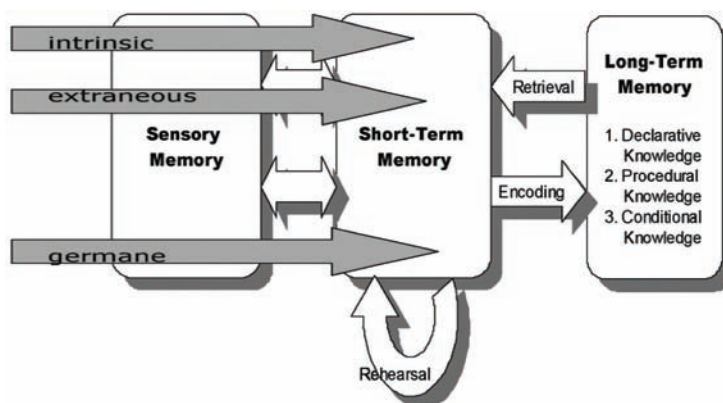 intrinsic
extraneous
germane
Sensory
Memory
Short-Term
Memory
Retrieval
Encoding
Rehearsal
Long-Term
Memory
1. Declarative
Knowledge
2. Procedural
Knowledge
3. Conditional
Knowledge